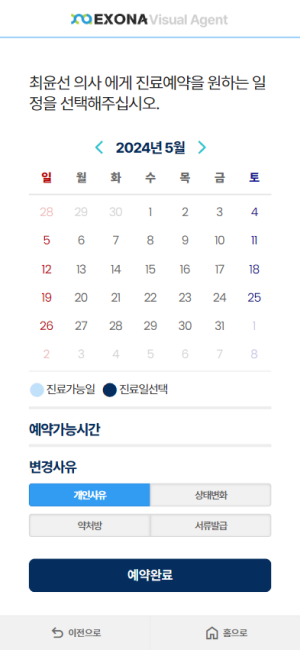 EXONA Visual Agent
최윤선 의사 에게 진료예약을 원하는 일
정을 선택해주십시오.
2024년 5월
일 월 화 수 목 금 토
28 29 30 1 2 3 4
5 6 7 8 9 10 11
12 13 14 15 16 17 18
19 20 21 22 23 24 25
26 27 28 29 30 31 1
2 3 4 5 6 7 8
진료가능일 진료일선택
예약가능시간
변경사유
개인사유 상태변화
약처방 서류발급
예약완료
이전으로 홈으로